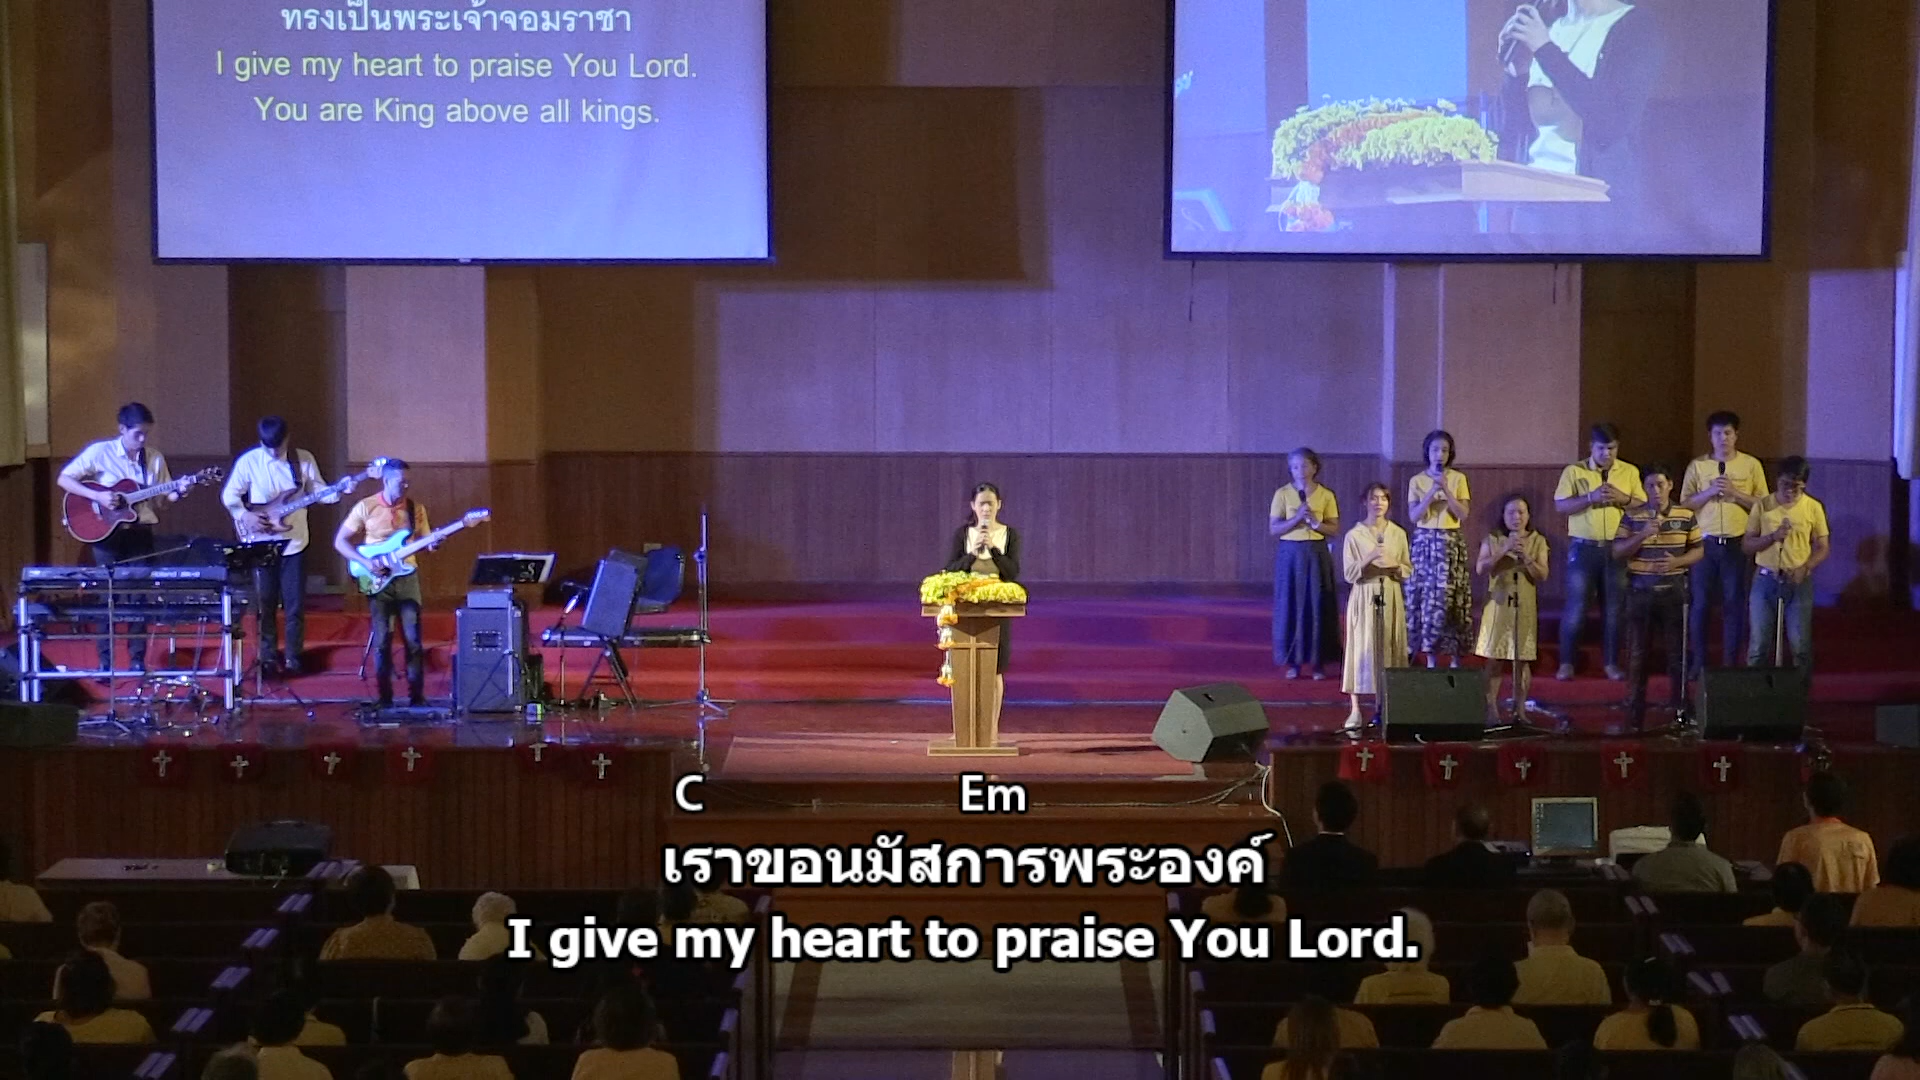 ทรงเป็นพระเจ้าจอมราชา
I give my heart to praise You Lord.
You are King above all kings.
Roland
C Em
เราขอนมัสการพระองค์
I give my heart to praise You Lord.